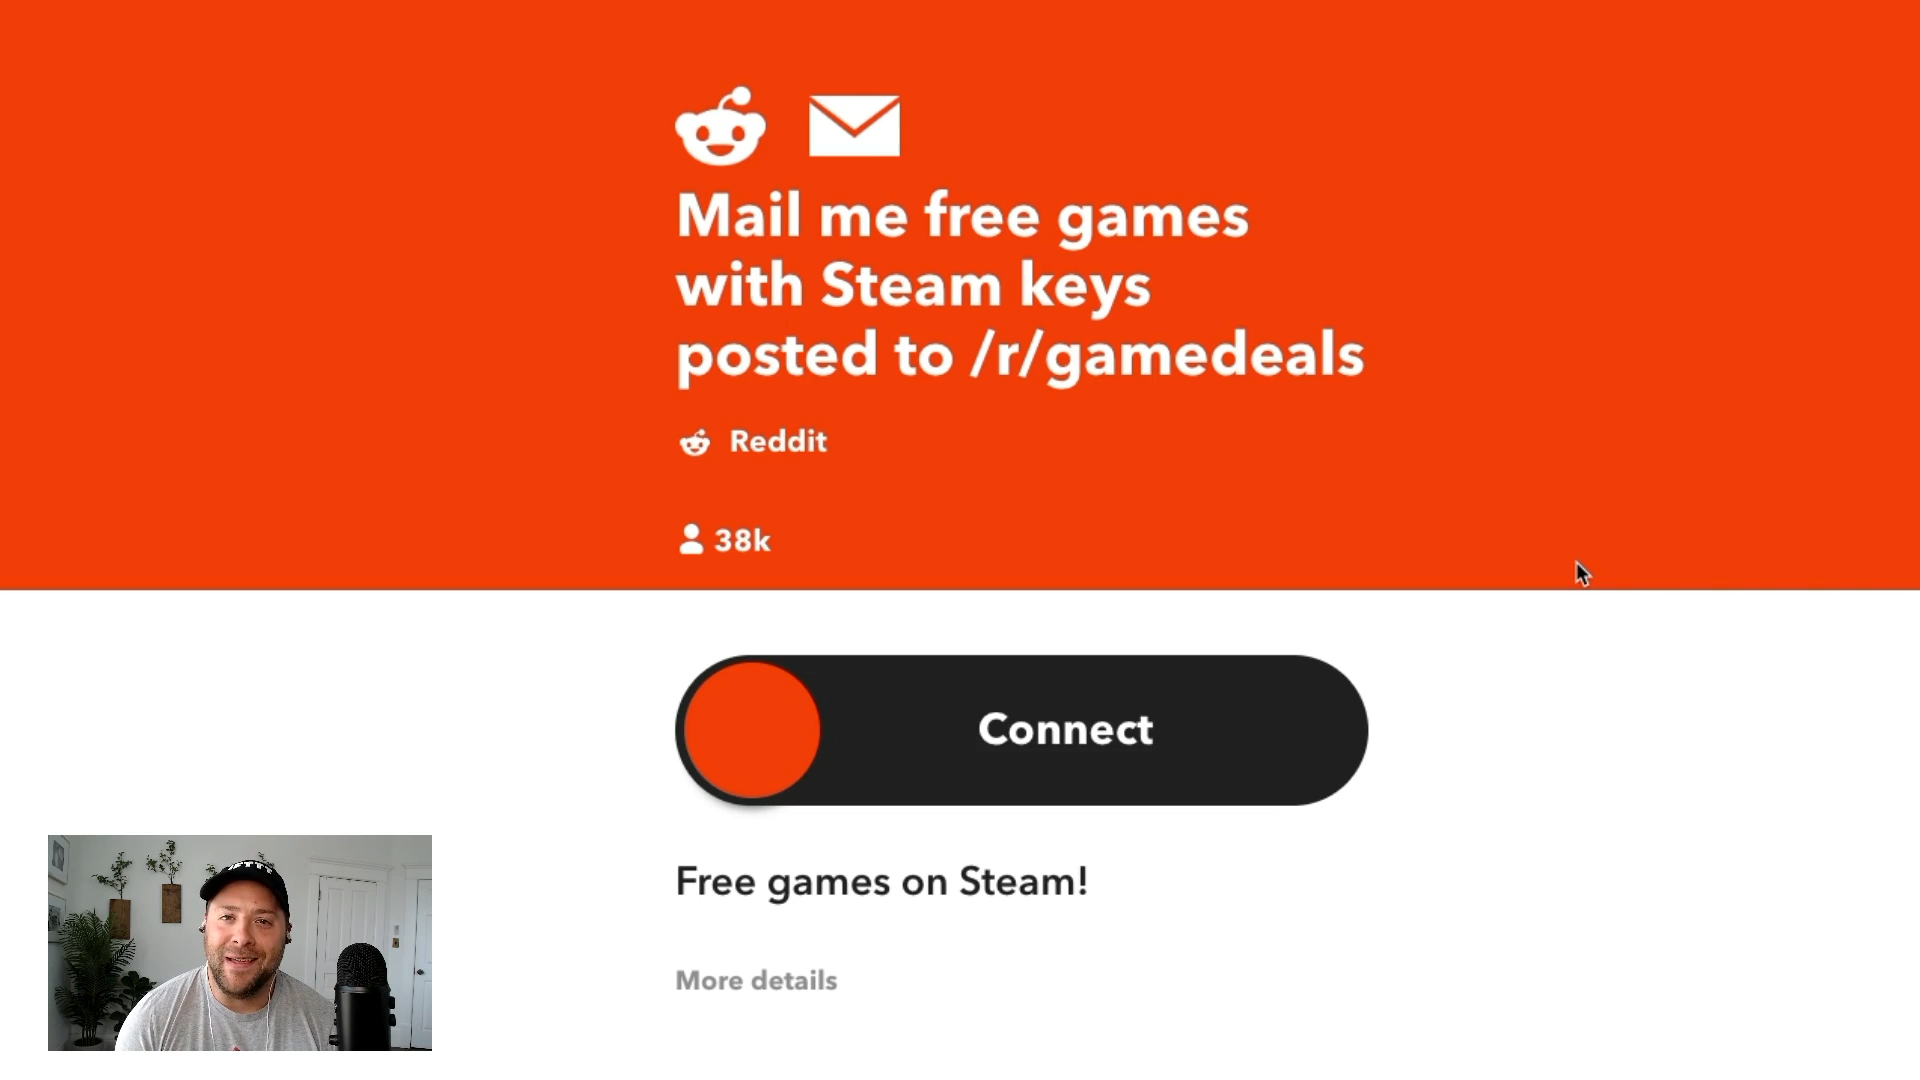 Mail me free games
with Steam keys
posted to /r/gamedeals
Reddit
38k
Connect
Free games on Steam!
More details